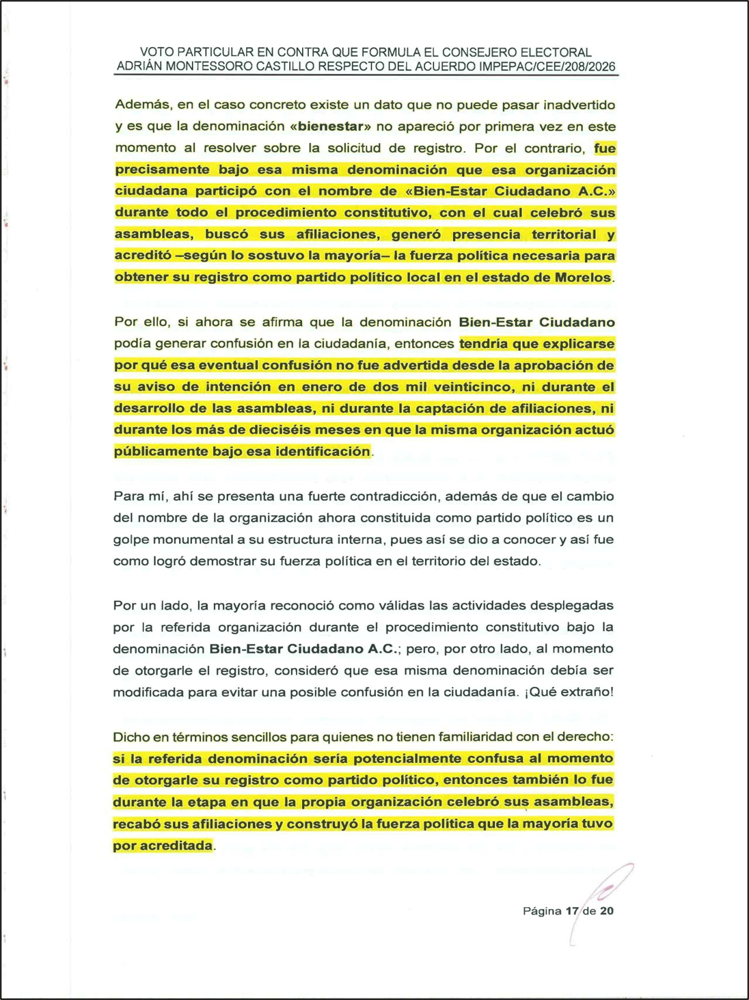 VOTO PARTICULAR EN CONTRA QUE FORMULA EL CONSEJERO ELECTORAL
ADRIÁN MONTESSORO CASTILLO RESPECTO DEL ACUERDO IMPEPAC/CEE/208/2026
Además, en el caso concreto existe un dato que no puede pasar inadvertido
y es que la denominación «bienestar» no apareció por primera vez en este
momento al resolver sobre la solicitud de registro. Por el contrario, fue
precisamente bajo esa misma denominación que esa organización
ciudadana participó con el nombre de «Bien-Estar Ciudadano A.C.»
durante todo el procedimiento constitutivo, con el cual celebró sus
asambleas, buscó sus afiliaciones, generó presencia territorial y
acreditó –según lo sostuvo la mayoría– la fuerza política necesaria para
obtener su registro como partido político local en el estado de Morelos.
Por ello, si ahora se afirma que la denominación Bien-Estar Ciudadano
podía generar confusión en la ciudadanía, entonces tendría que explicarse
por qué esa eventual confusión no fue advertida desde la aprobación de
su aviso de intención en enero de dos mil veinticinco, ni durante el
desarrollo de las asambleas, ni durante la captación de afiliaciones, ni
durante los más de dieciséis meses en que la misma organización actuó
públicamente bajo esa identificación.
Para mí, ahí se presenta una fuerte contradicción, además de que el cambio
del nombre de la organización ahora constituida como partido político es un
golpe monumental a su estructura interna, pues así se dio a conocer y así fue
como logró demostrar su fuerza política en el territorio del estado.
Por un lado, la mayoría reconoció como válidas las actividades desplegadas
por la referida organización durante el procedimiento constitutivo bajo la
denominación Bien-Estar Ciudadano A.C.; pero, por otro lado, al momento
de otorgarle el registro, consideró que esa misma denominación debía ser
modificada para evitar una posible confusión en la ciudadanía. ¡Qué extraño!
Dicho en términos sencillos para quienes no tienen familiaridad con el derecho:
si la referida denominación sería potencialmente confusa al momento
de otorgarle su registro como partido político, entonces también lo fue
durante la etapa en que la propia organización celebró sus asambleas,
recabó sus afiliaciones y construyó la fuerza política que la mayoría tuvo
por acreditada.
Página 17 de 20